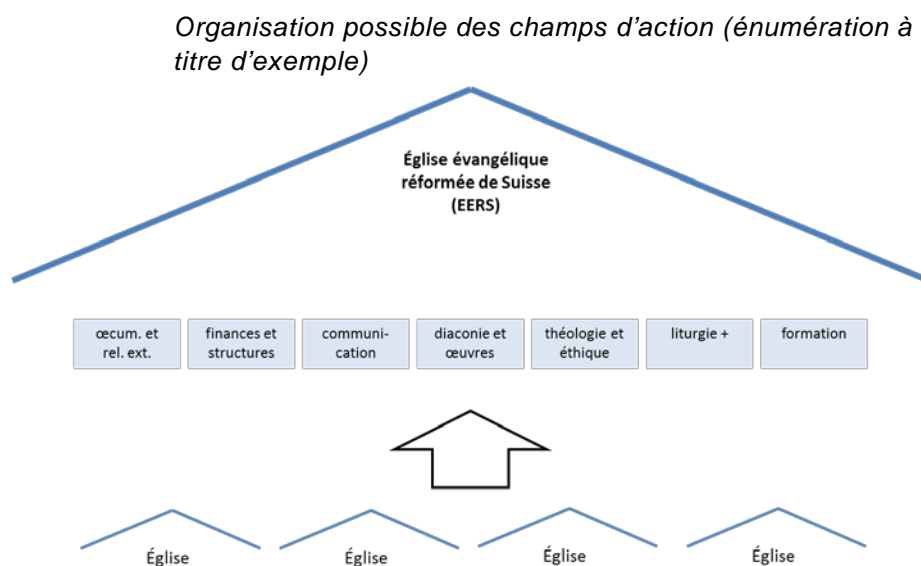 Organisation possible des champs d’action (énumération à
titre d’exemple)
Église évangélique
réformée de Suisse
(EERS)
œcum. et
rel. ext.
finances et
structures
communi-
cation
diaconie et
œuvres
théologie et
éthique
liturgie +
formation
Église
Église
Église
Église